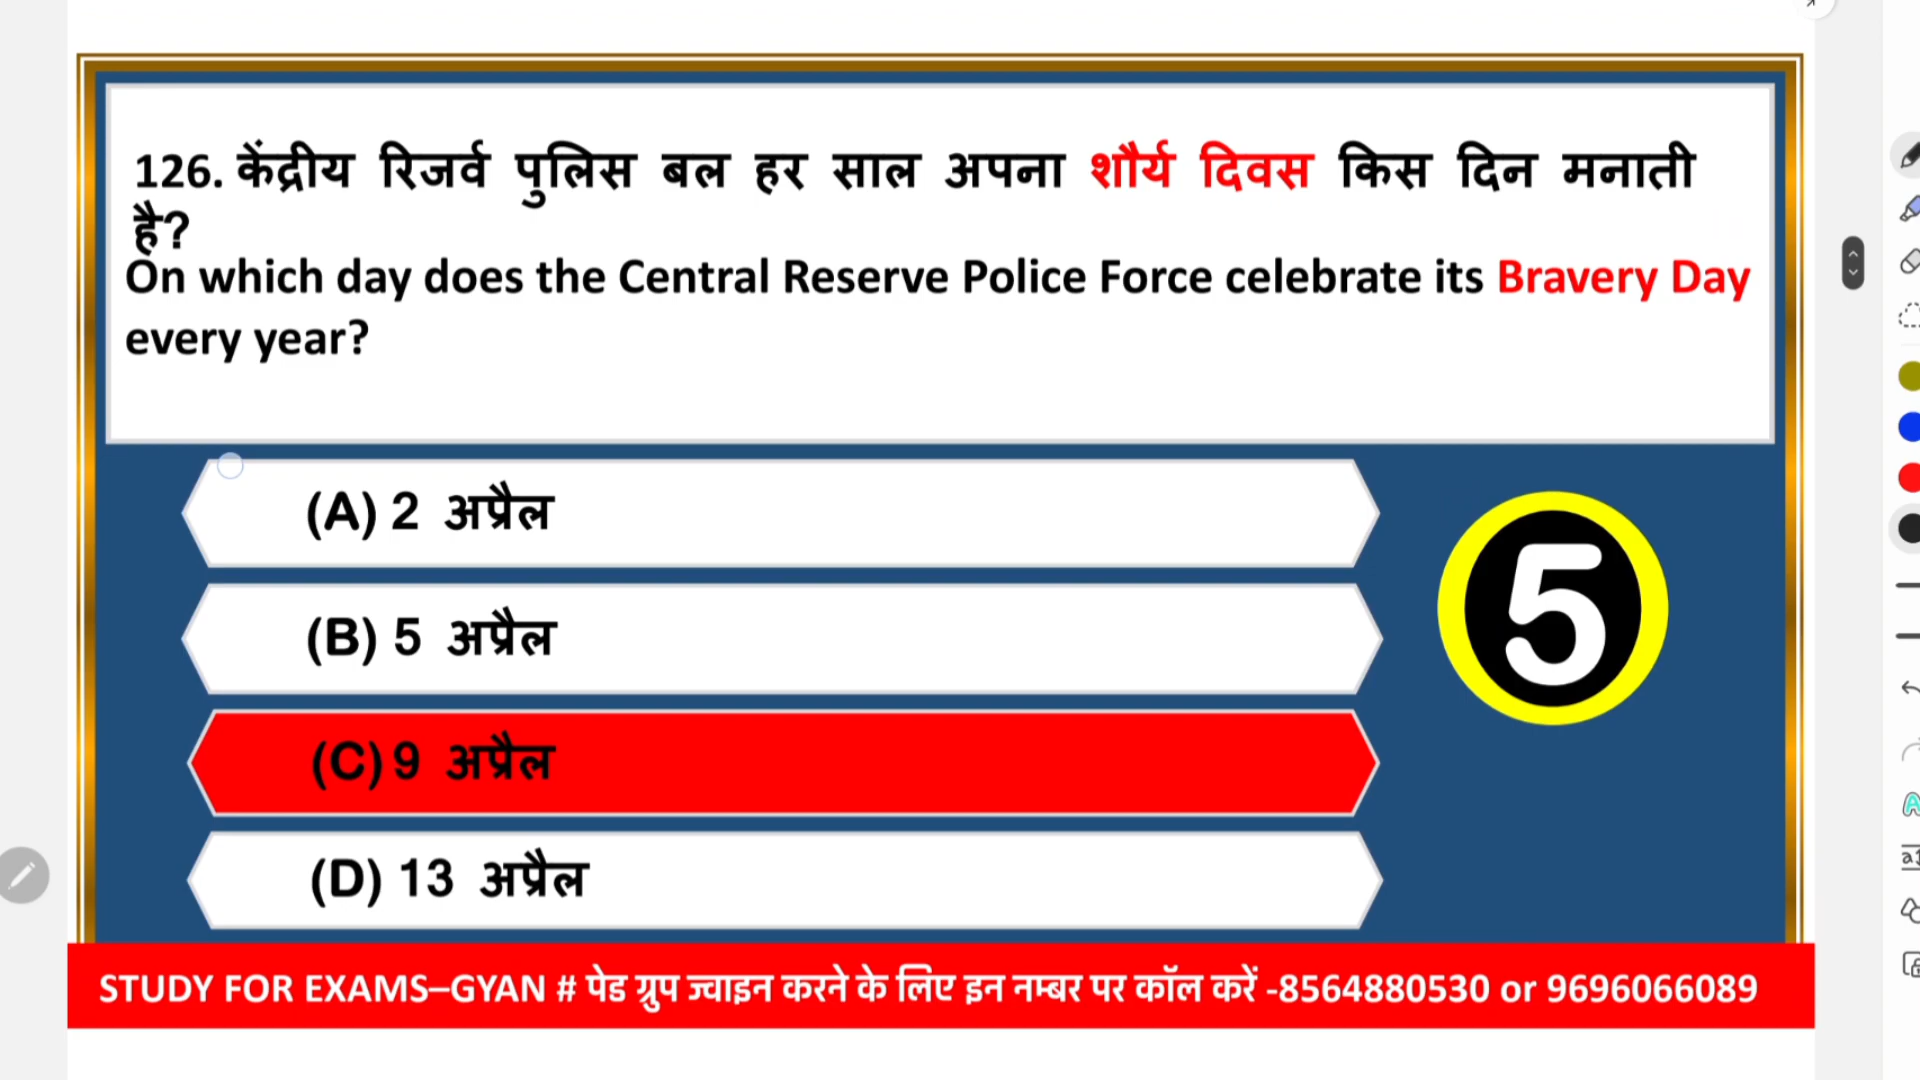 126. केंद्रीय रिजर्व पुलिस बल हर साल अपना शौर्य दिवस किस दिन मनाती
है?
On which day does the Central Reserve Police Force celebrate its Bravery Day
every year?
(A) 2 अप्रैल
(B) 5 अप्रैल
5
(C) 9 अप्रैल
(D) 13 अप्रैल
STUDY FOR EXAMS–GYAN # पेड ग्रुप ज्वाइन करने के लिए इन नम्बर पर कॉल करें -8564880530 or 9696066089